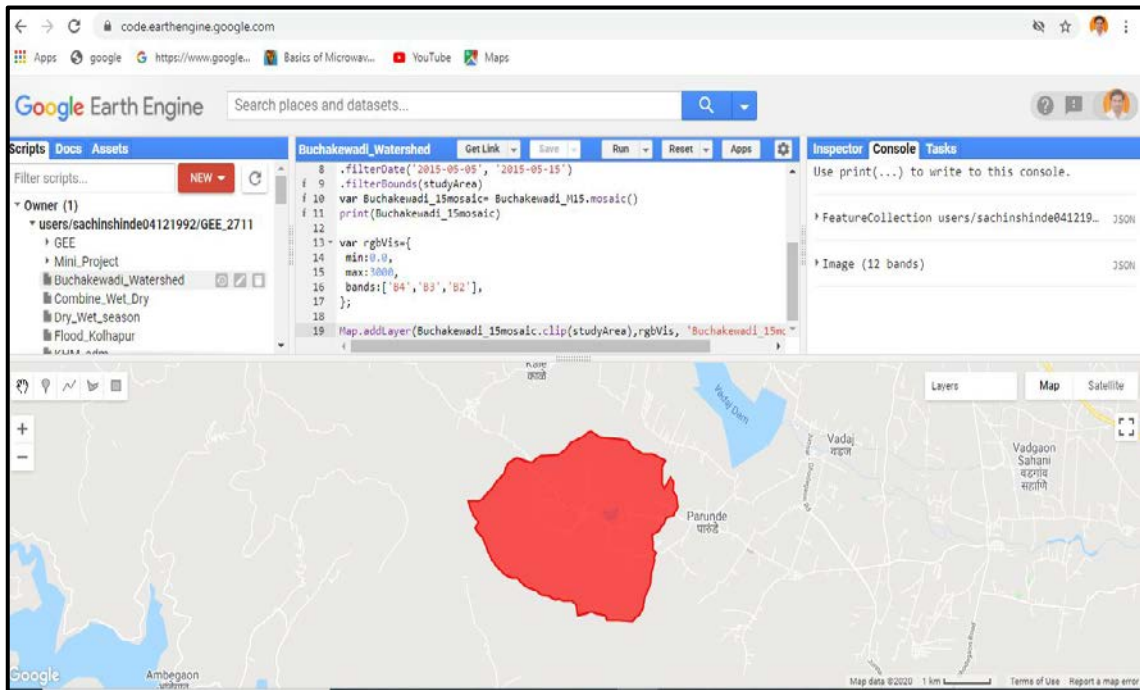 code.earthengine.google.com
Apps google https://www.google... Basics of Microwav... YouTube Maps
Google Earth Engine
Search places and datasets...
Scripts Docs Assets
Filter scripts...
NEW
Owner (1)
users/sachinshinde04121992/GEE_2711
GEE
Mini_Project
Buchakewadi_Watershed
Combine_Wet_Dry
Dry_Wet_season
Flood_Kolhapur
Buchakewadi_Watershed Get Link Save Run Reset Apps
8 .filterDate('2015-05-05', '2015-05-15')
i 9 .filterBounds(studyArea)
i 10 var Buchakewadi_15mosaic= Buchakewadi_M15.mosaic()
i 11 print(Buchakewadi_15mosaic)
12
13 var rgbVis={
14 min:0.0,
15 max:3000,
16 bands:['B4','B3','B2'],
17 };
18
19 Map.addLayer(Buchakewadi_15mosaic.clip(studyArea),rgbVis, 'Buchakewadi_15mo
Inspector Console Tasks
Use print(...) to write to this console.
FeatureCollection users/sachinshinde041219... JSON
Image (12 bands) JSON
Layers Map Satellite
+
−
काळे
Vadaj Dam
Vadaj
वडज
Vadgaon
Sahani
वडगांव
सहाणि
Parunde
पारुंडे
Ambegaon
Google
Map data ©2020 1 km Terms of Use Report a map error